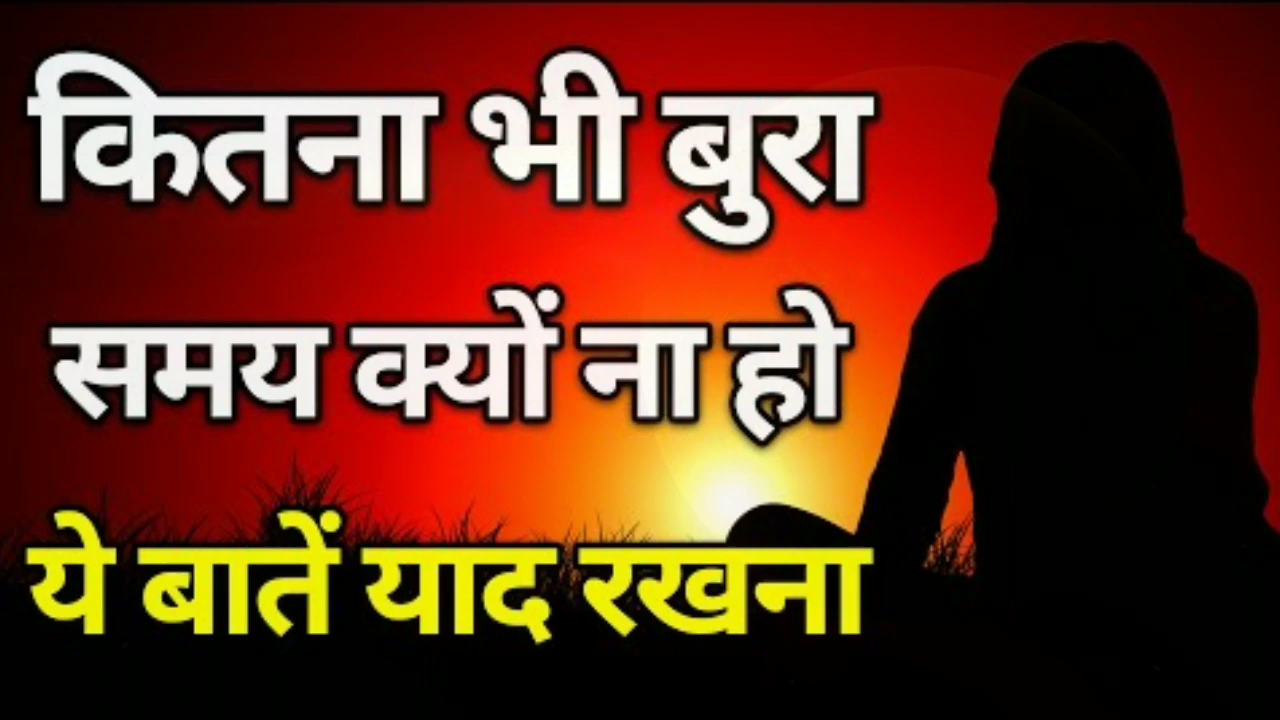 कितना भी बुरा
समय क्यों ना हो
ये बातें याद रखना